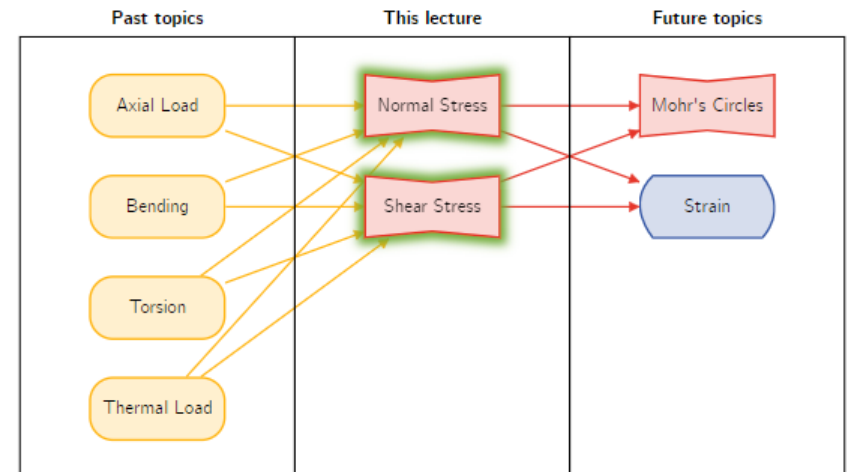 Past topics
This lecture
Future topics
Axial Load
Normal Stress
Mohr's Circles
Bending
Shear Stress
Strain
Torsion
Thermal Load